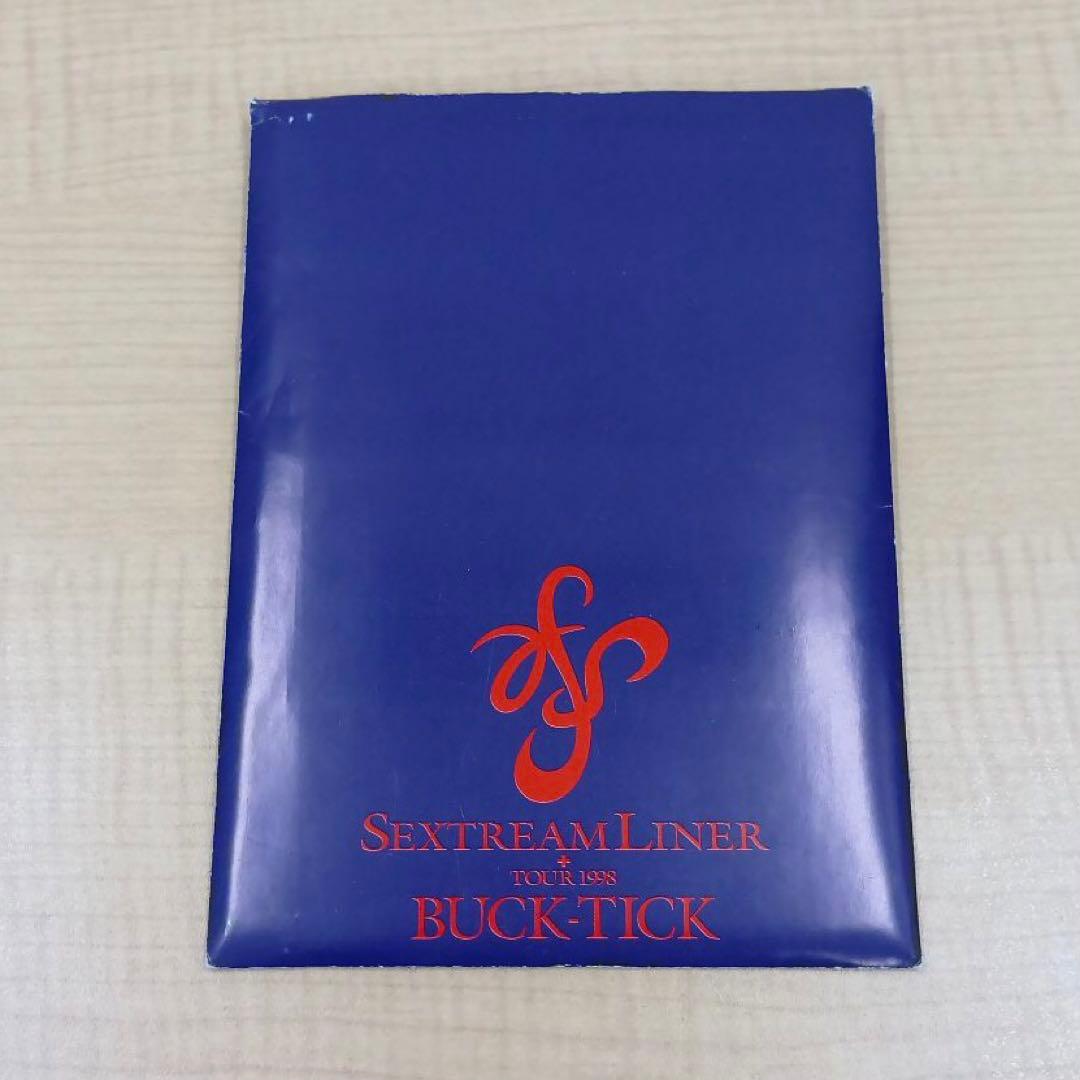 SEXTREAM LINER
+
TOUR 1998
BUCK-TICK